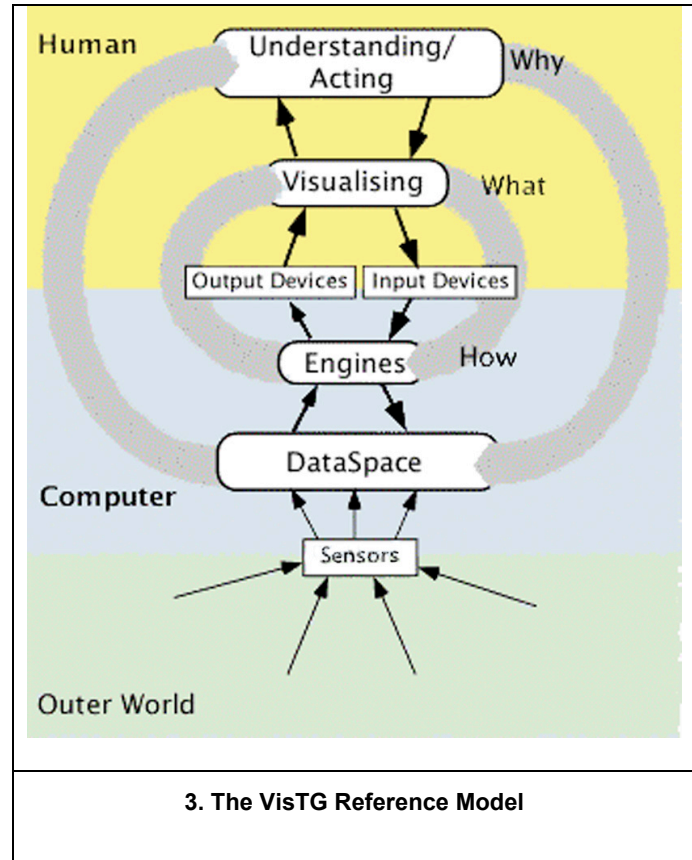 Human
Understanding/
Acting
Why
Visualising
What
Output Devices
Input Devices
Engines
How
DataSpace
Computer
Sensors
Outer World
3. The VisTG Reference Model